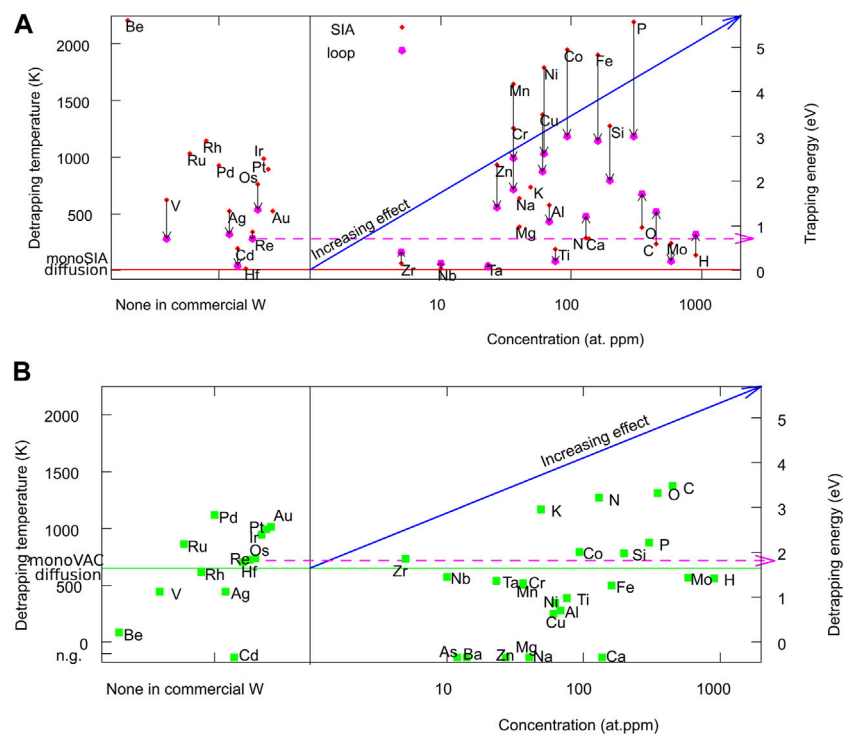 A
Detrapping temperature (K)
2000
1500
1000
500
0
monoSIA
diffusion
None in commercial W
SIA
loop
Increasing effect
10
100
1000
Concentration (at. ppm)
Trapping energy (eV)
5
4
3
2
1
0
Be
Rh
Ru
Pd
Ir
Pt
Os
V
Ag
Au
Re
Cd
Hf
P
Co
Fe
Ni
Mn
Cu
Cr
Si
Zn
K
Na
Al
Mg
N
Ca
O
C
Mo
H
Ti
Zr
Nb
Ta
B
Detrapping temperature (K)
2000
1500
1000
500
0
n.g.
monoVAC
diffusion
None in commercial W
Increasing effect
10
100
1000
Concentration (at.ppm)
Detrapping energy (eV)
5
4
3
2
1
0
Pd
Au
Pt
Ir
Ru
Os
Re
Hf
Rh
V
Ag
Be
Cd
C
O
N
K
P
Co
Si
Zr
Nb
Ta
Cr
Mn
Fe
Mo
H
Ti
Ni
Al
Cu
As
Ba
Zn
Mg
Na
Ca